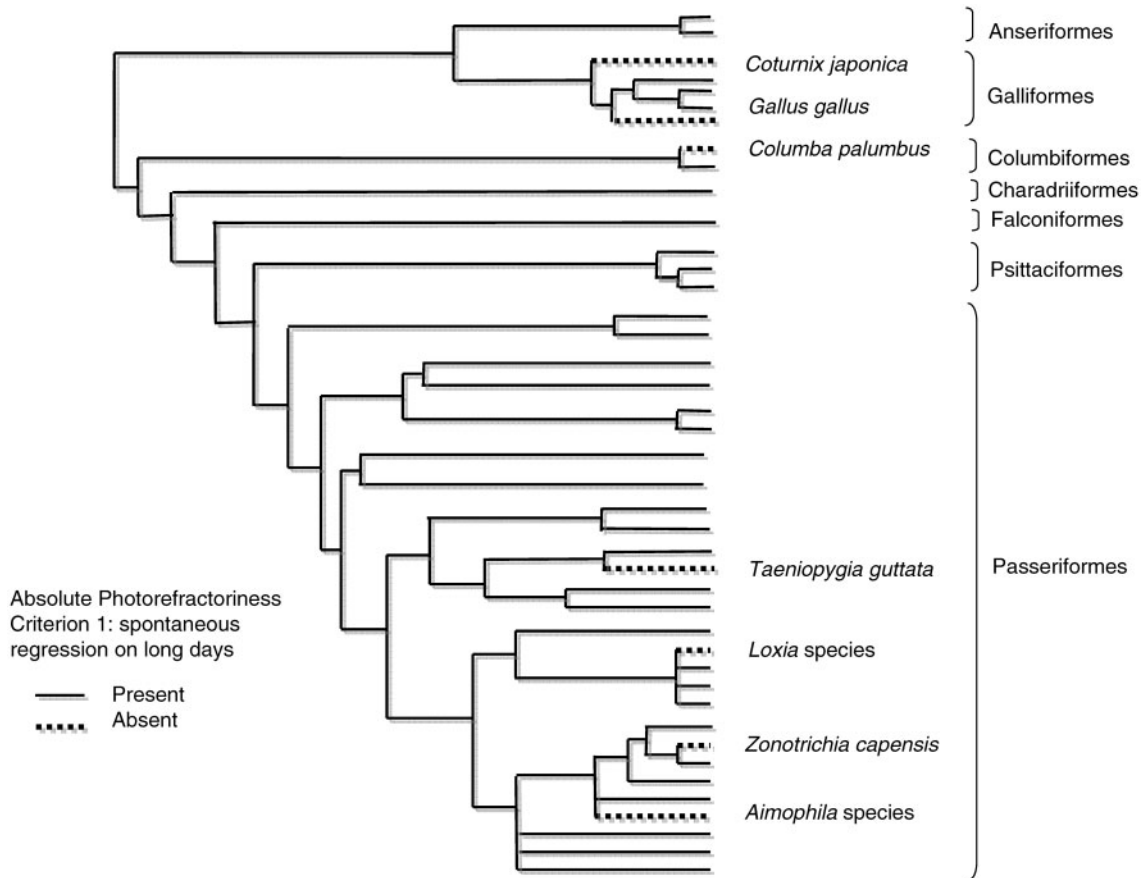 Anseriformes
Coturnix japonica
Galliformes
Gallus gallus
Columba palumbus
Columbiformes
Charadriiformes
Falconiformes
Psittaciformes
Taeniopygia guttata
Passeriformes
Absolute Photorefractoriness
Criterion 1: spontaneous
regression on long days
Loxia species
Present
Absent
Zonotrichia capensis
Aimophila species